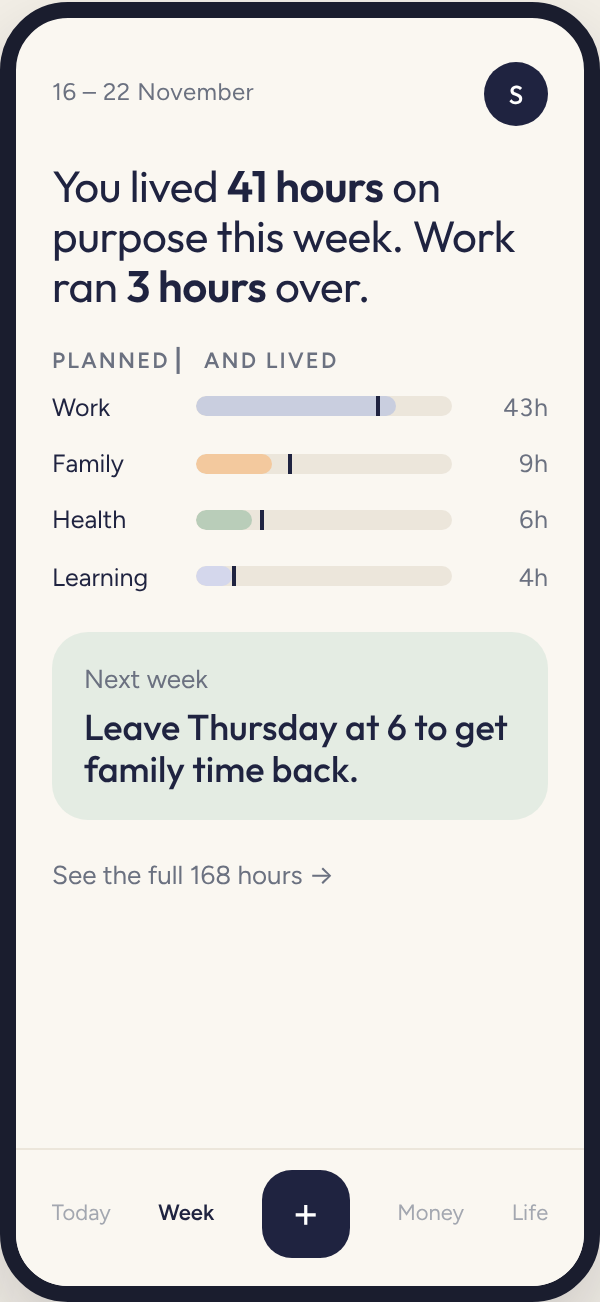 16 – 22 November
S
You lived 41 hours on
purpose this week. Work
ran 3 hours over.
PLANNED | AND LIVED
Work 43h
Family 9h
Health 6h
Learning 4h
Next week
Leave Thursday at 6 to get
family time back.
See the full 168 hours →
Today Week + Money Life